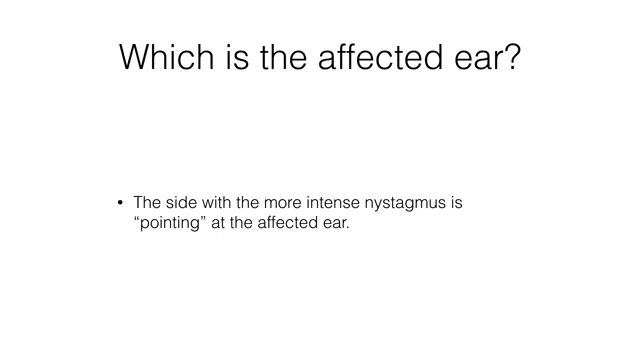 Which is the affected ear?
• The side with the more intense nystagmus is
“pointing” at the affected ear.